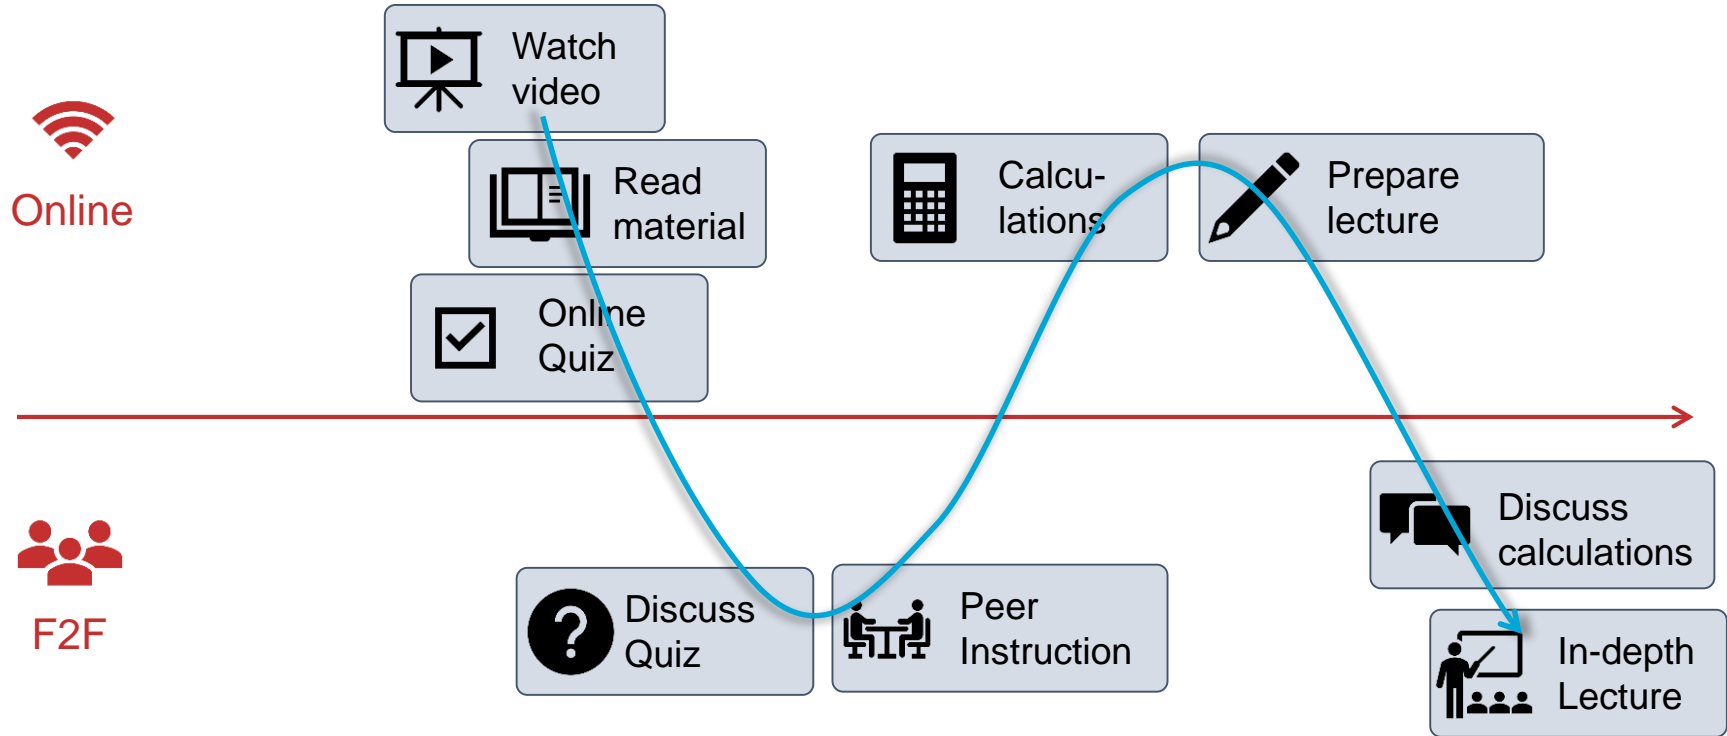 Watch
video
Online
Read
material
Online
Quiz
Calcu-
lations
Prepare
lecture
F2F
Discuss
Quiz
Peer
Instruction
Discuss
calculations
In-depth
Lecture